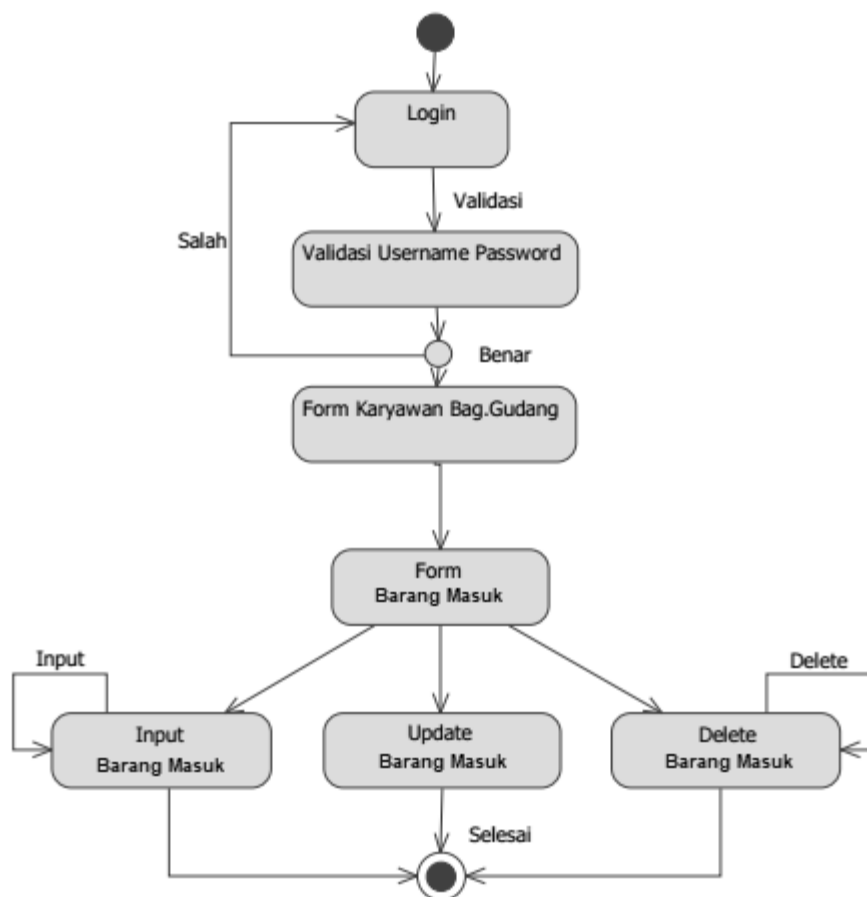 Login
Validasi
Salah
Validasi Username Password
Benar
Form Karyawan Bag.Gudang
Form
Barang Masuk
Input
Delete
Input
Barang Masuk
Update
Barang Masuk
Delete
Barang Masuk
Selesai